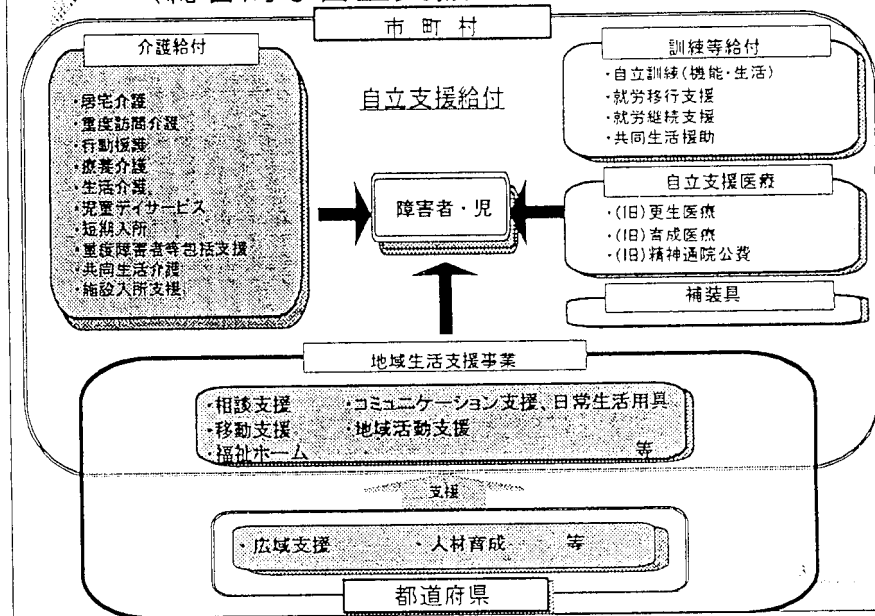 市町村
介護給付
・居宅介護
・重度訪問介護
・行動援護
・療養介護
・生活介護
・児童デイサービス
・短期入所
・重度障害者等包括支援
・共同生活介護
・施設入所支援
自立支援給付
障害者・児
訓練等給付
・自立訓練(機能・生活)
・就労移行支援
・就労継続支援
・共同生活援助
自立支援医療
・(旧)更生医療
・(旧)育成医療
・(旧)精神通院公費
補装具
地域生活支援事業
・相談支援 ・コミュニケーション支援、日常生活用具
・移動支援 ・地域活動支援
・福祉ホーム 等
支援
・広域支援 ・人材育成 等
都道府県